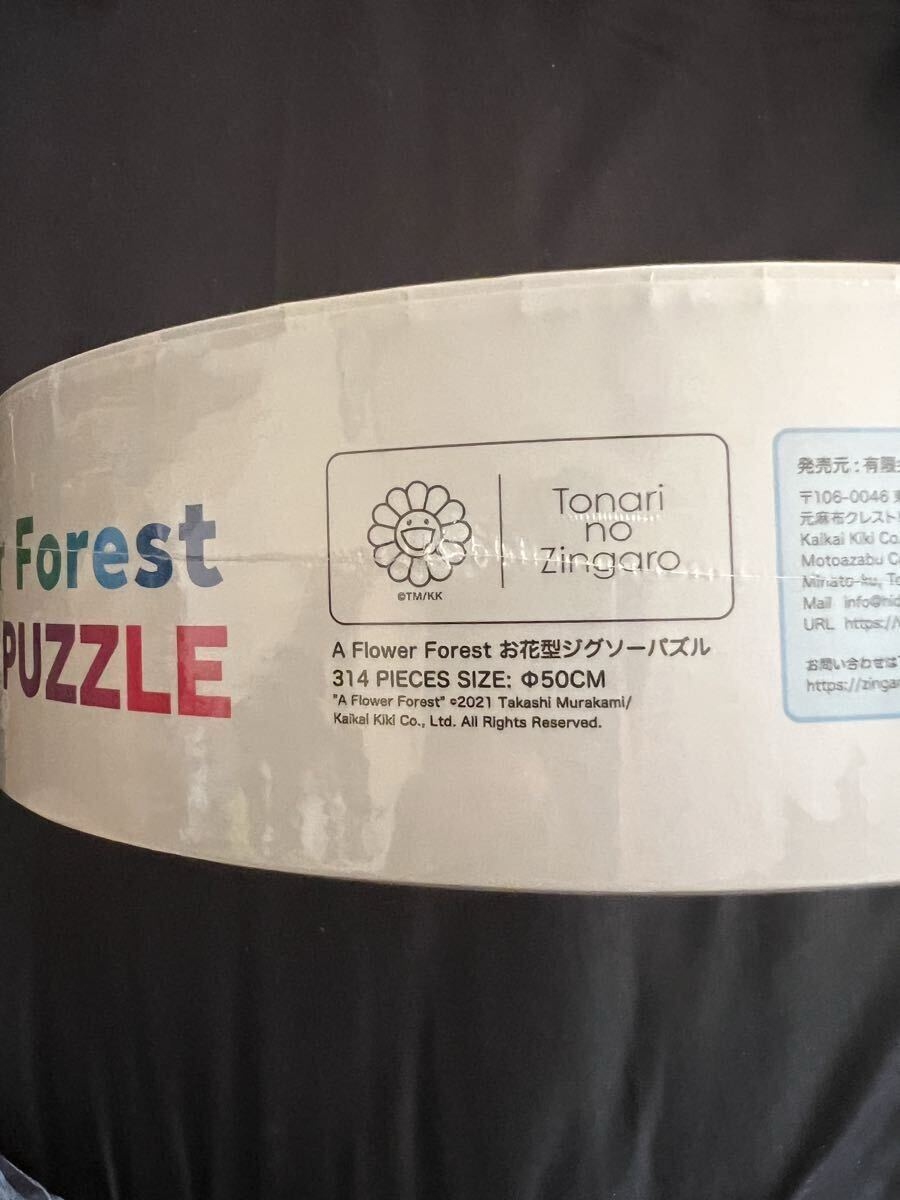 Forest
PUZZLE
©TM/KK
Tonari
no
Zingaro
A Flower Forest お花型ジグソーパズル
314 PIECES SIZE: Φ50CM
"A Flower Forest" ©2021 Takashi Murakami/
Kaikai Kiki Co., Ltd. All Rights Reserved.
発売元:有限
〒106-0046
元麻布クレスト
Kaikai Kiki Co.
Motoazabu
Minato-ku,
Mail
URL https://
お問い合わせは
https://zingar